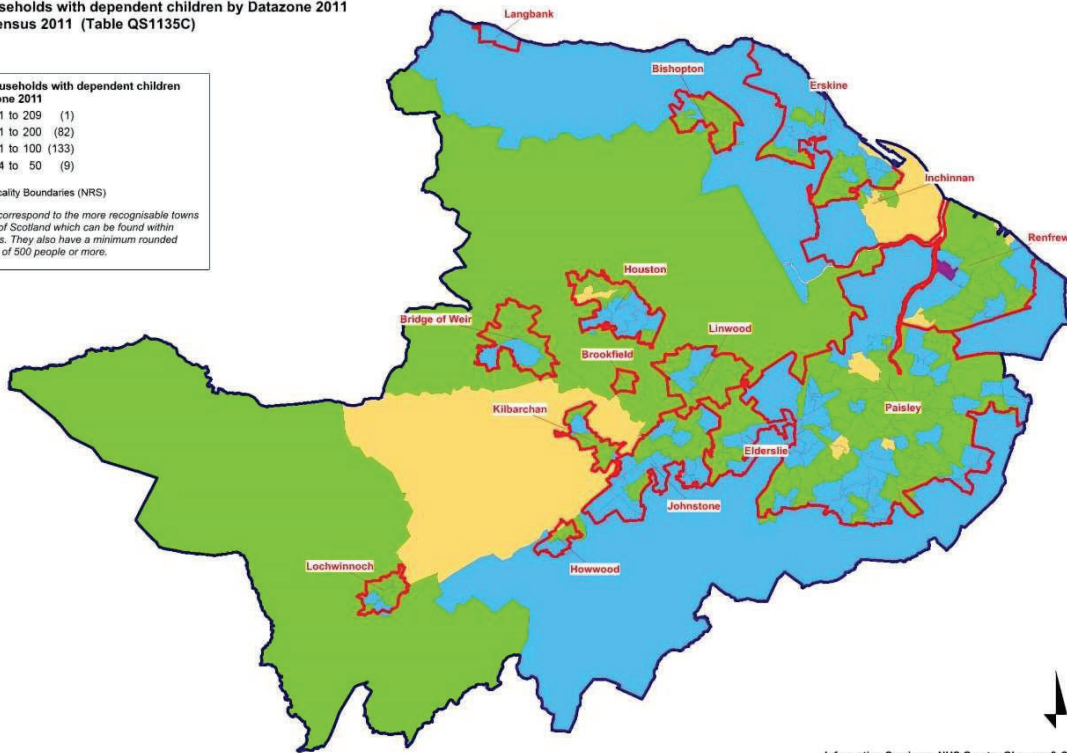 seholds with dependent children by Datazone 2011
ensus 2011 (Table QS1135C)
useholds with dependent children
one 2011
1 to 209 (1)
1 to 200 (82)
1 to 100 (133)
4 to 50 (9)
cality Boundaries (NRS)
correspond to the more recognisable towns
of Scotland which can be found within
s. They also have a minimum rounded
of 500 people or more.
Langbank
Bishopton
Erskine
Inchinnan
Renfrew
Houston
Bridge of Weir
Linwood
Brookfield
Kilbarchan
Paisley
Elderslie
Johnstone
Lochwinnoch
Howwood